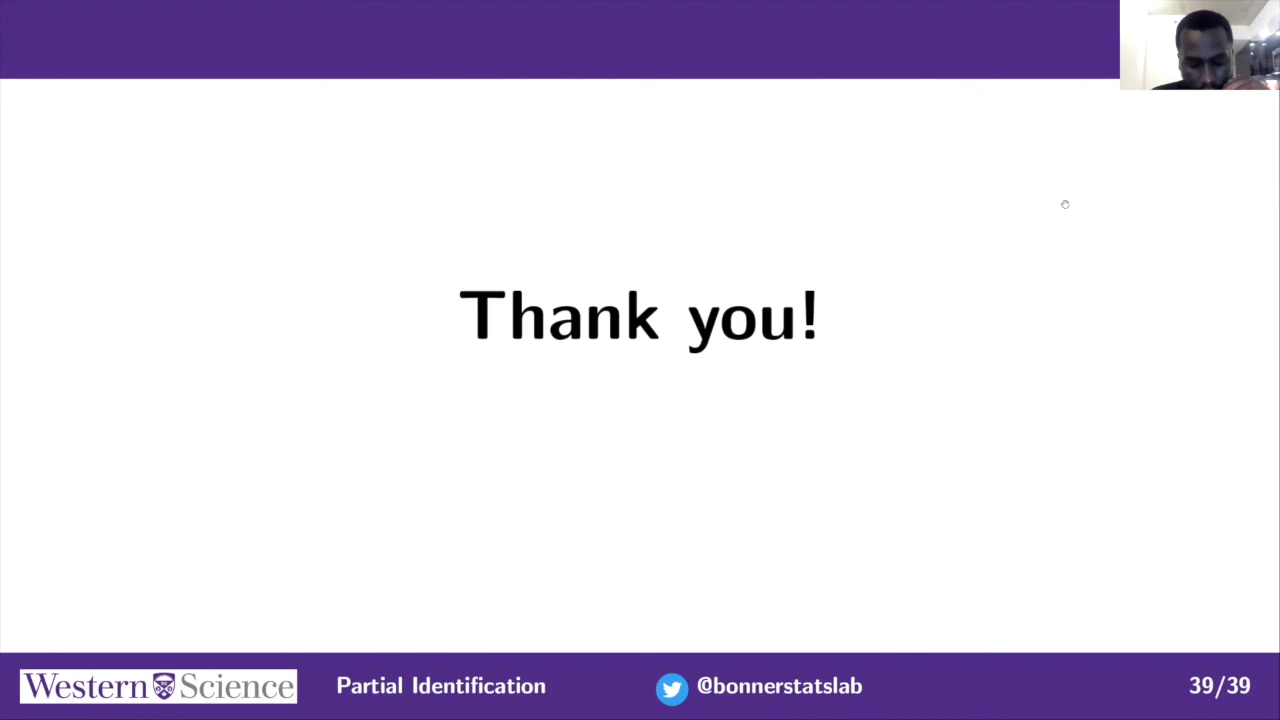 Thank you!
Western Science
Partial Identification
@bonnerstatslab
39/39